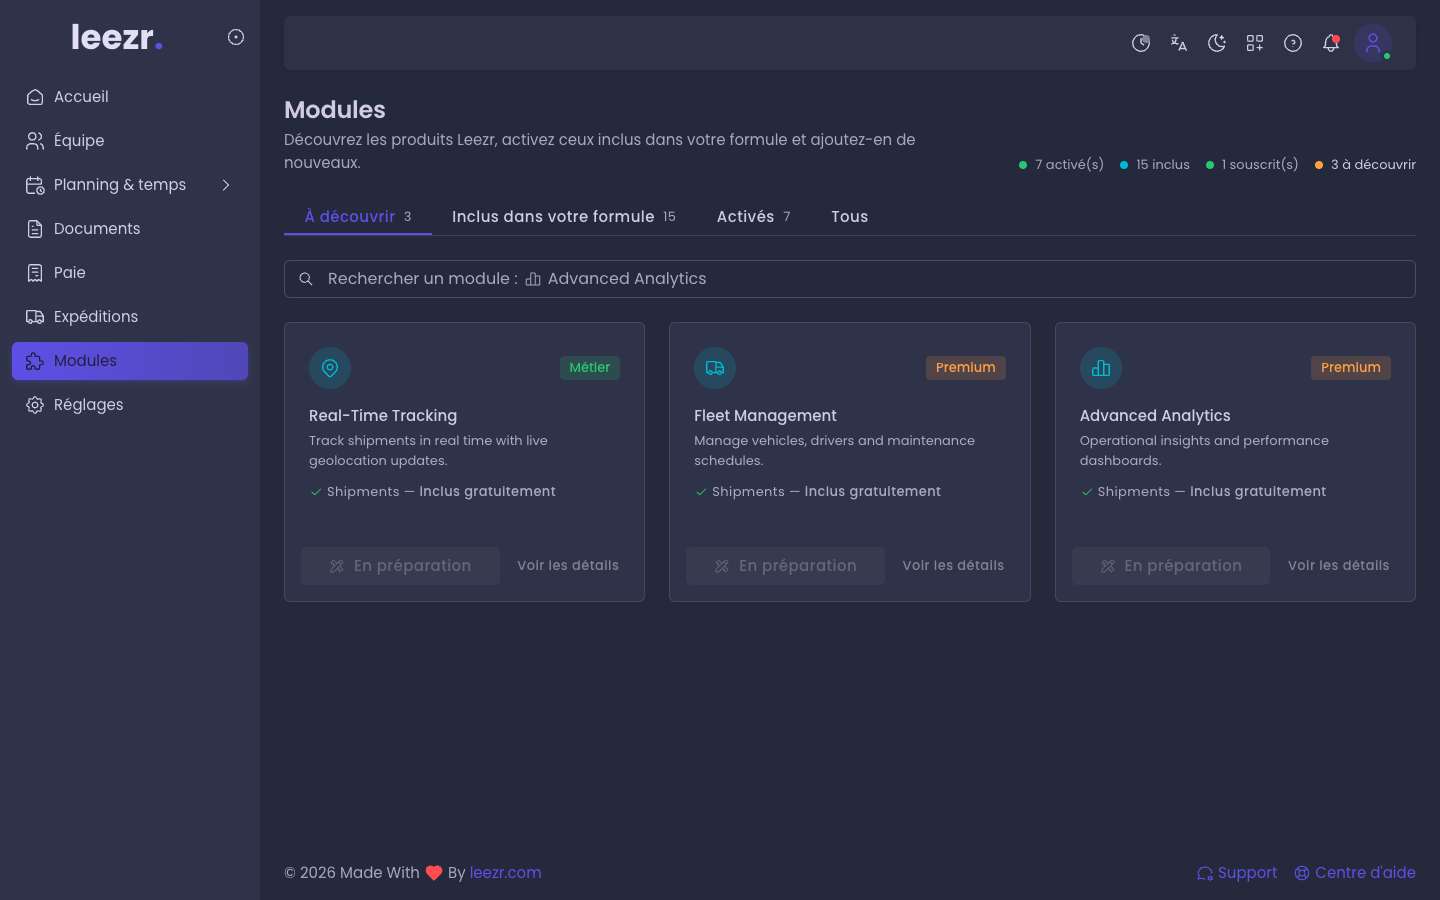 leezr.
Accueil
Équipe
Planning & temps
Documents
Paie
Expéditions
Modules
Réglages
Modules
Découvrez les produits Leezr, activez ceux inclus dans votre formule et ajoutez-en de
nouveaux.
7 activé(s)
15 inclus
1 souscrit(s)
3 à découvrir
À découvrir 3
Inclus dans votre formule 15
Activés 7
Tous
Rechercher un module : Advanced Analytics
Métier
Real-Time Tracking
Track shipments in real time with live
geolocation updates.
Shipments — Inclus gratuitement
En préparation
Voir les détails
Premium
Fleet Management
Manage vehicles, drivers and maintenance
schedules.
Shipments — Inclus gratuitement
En préparation
Voir les détails
Premium
Advanced Analytics
Operational insights and performance
dashboards.
Shipments — Inclus gratuitement
En préparation
Voir les détails
© 2026 Made With By leezr.com
Support
Centre d'aide